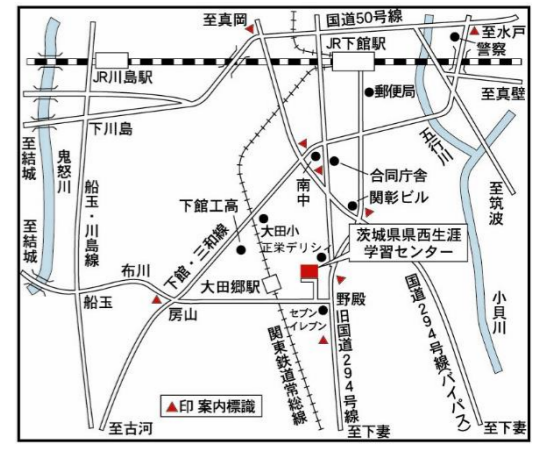 至真岡
国道50号線
至水戸
警察
JR川島駅
JR下館駅
郵便局
至真壁
下川島
五行川
至結城
鬼怒川
合同庁舎
南中
関彰ビル
至筑波
船玉・川島線
下館工高
下館・三和線
大田小
正栄デリシィ
茨城県県西生涯
学習センター
至結城
布川
大田郷駅
船玉
房山
野殿
セブン
イレブン
小貝川
関東鉄道常総線
旧国道294号線
国道294号線(バイパス)
▲印 案内標識
至古河
至下妻
至下妻